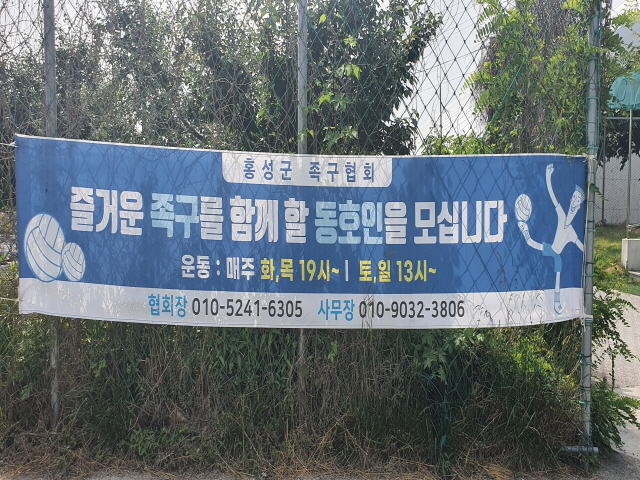 홍성군 족구협회
즐거운 족구를 함께 할 동호인을 모십니다
운동 : 매주 화,목 19시~ | 토,일 13시~
협회장 010-5241-6305 사무장 010-9032-3806